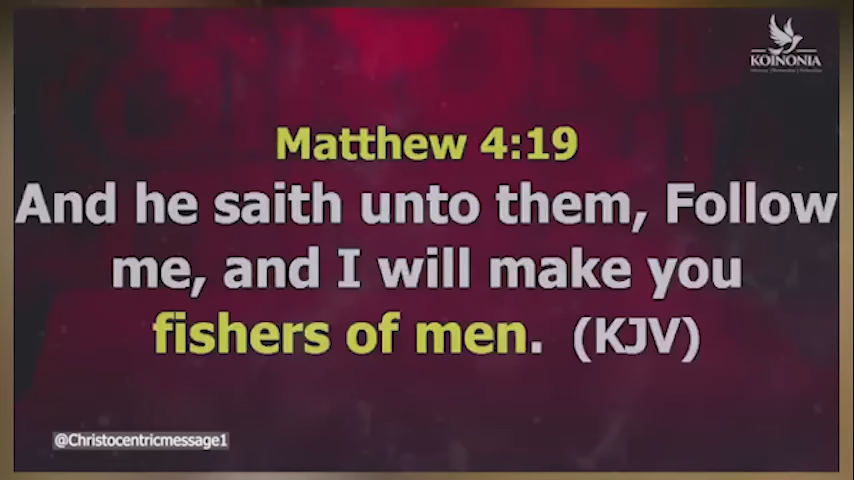 KOINONIA
Matthew 4:19
And he saith unto them, Follow
me, and I will make you
fishers of men. (KJV)
@Christocentricmessage1